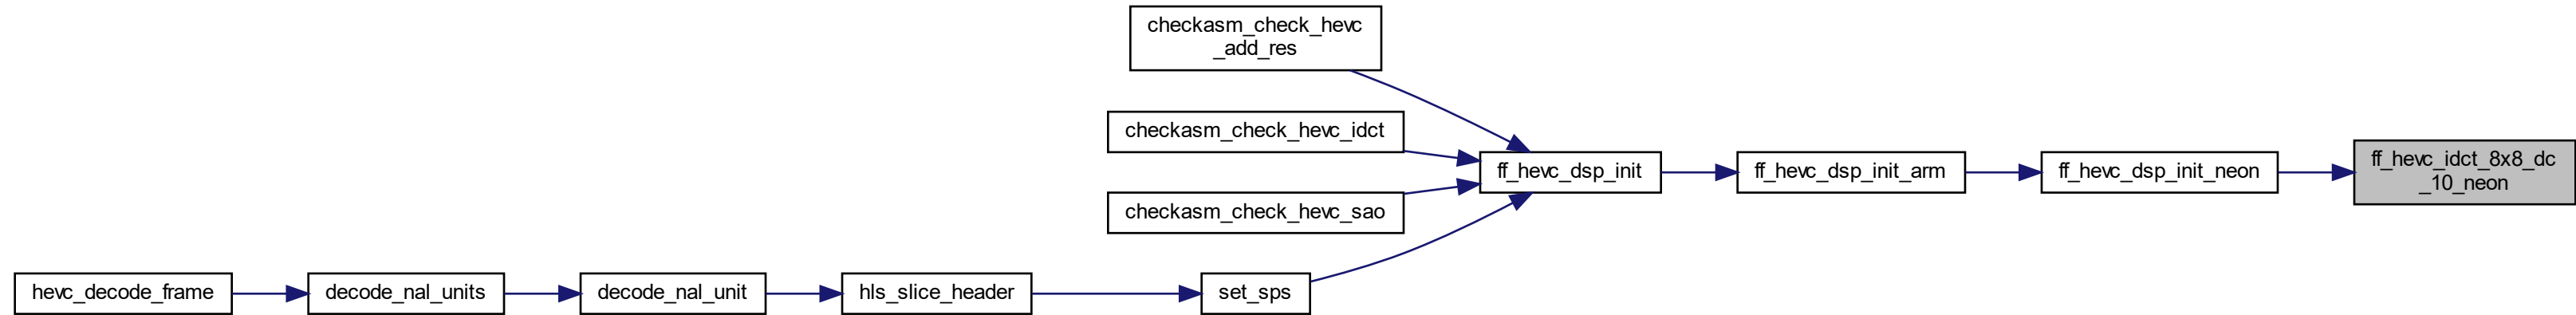 checkasm_check_hevc
_add_res
checkasm_check_hevc_idct
ff_hevc_dsp_init
ff_hevc_dsp_init_arm
ff_hevc_dsp_init_neon
ff_hevc_idct_8x8_dc
_10_neon
checkasm_check_hevc_sao
hevc_decode_frame
decode_nal_units
decode_nal_unit
hls_slice_header
set_sps